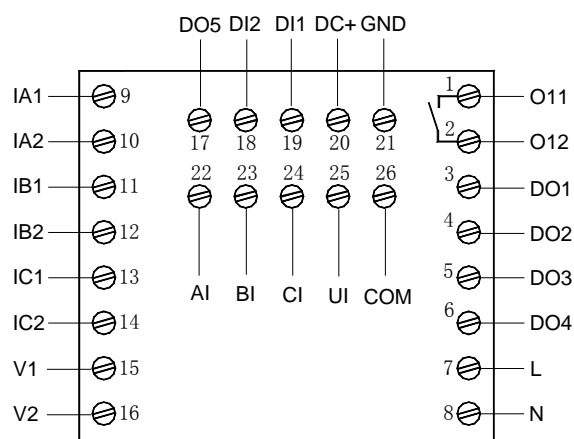 DO5 DI2 DI1 DC+ GND
IA1 9 1 O11
17 18 19 20 21
IA2 10 2 O12
22 23 24 25 26
IB1 11 3 DO1
IB2 12 4 DO2
IC1 13 5 DO3
AI BI CI UI COM
IC2 14 6 DO4
V1 15 7 L
V2 16 8 N